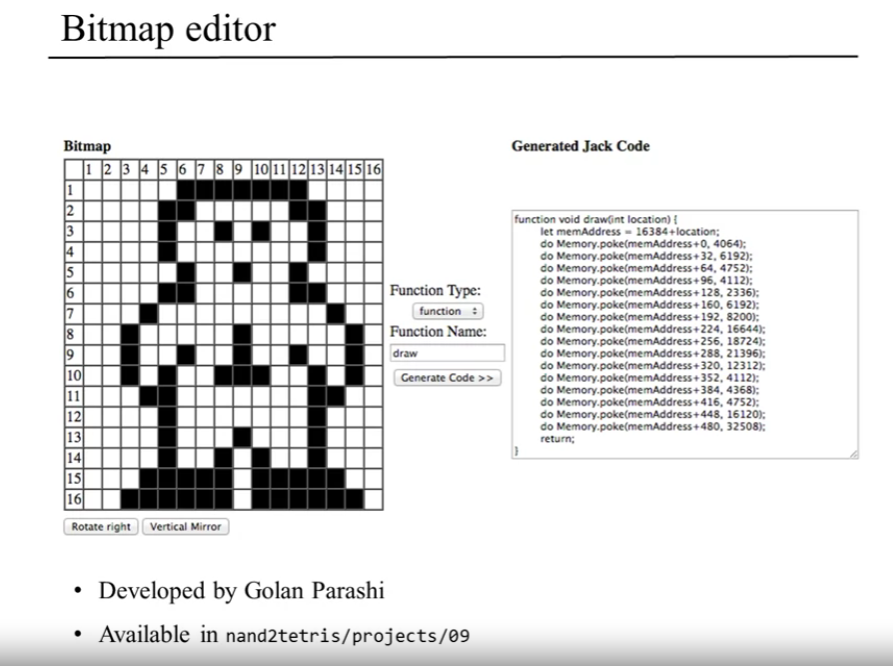 Bitmap editor
Bitmap
Generated Jack Code
1 2 3 4 5 6 7 8 9 10 11 12 13 14 15 16
1
2
3
4
5
6
7
8
9
10
11
12
13
14
15
16
Function Type:
function
Function Name:
draw
Generate Code >>
function void draw(int location) {
let memAddress = 16384+location;
do Memory.poke(memAddress+0, 4064);
do Memory.poke(memAddress+32, 6192);
do Memory.poke(memAddress+64, 4752);
do Memory.poke(memAddress+96, 4112);
do Memory.poke(memAddress+128, 2336);
do Memory.poke(memAddress+160, 6192);
do Memory.poke(memAddress+192, 8200);
do Memory.poke(memAddress+224, 16644);
do Memory.poke(memAddress+256, 18724);
do Memory.poke(memAddress+288, 21396);
do Memory.poke(memAddress+320, 12312);
do Memory.poke(memAddress+352, 4112);
do Memory.poke(memAddress+384, 4368);
do Memory.poke(memAddress+416, 4752);
do Memory.poke(memAddress+448, 16120);
do Memory.poke(memAddress+480, 32508);
return;
}
Rotate right
Vertical Mirror
• Developed by Golan Parashi
• Available in nand2tetris/projects/09